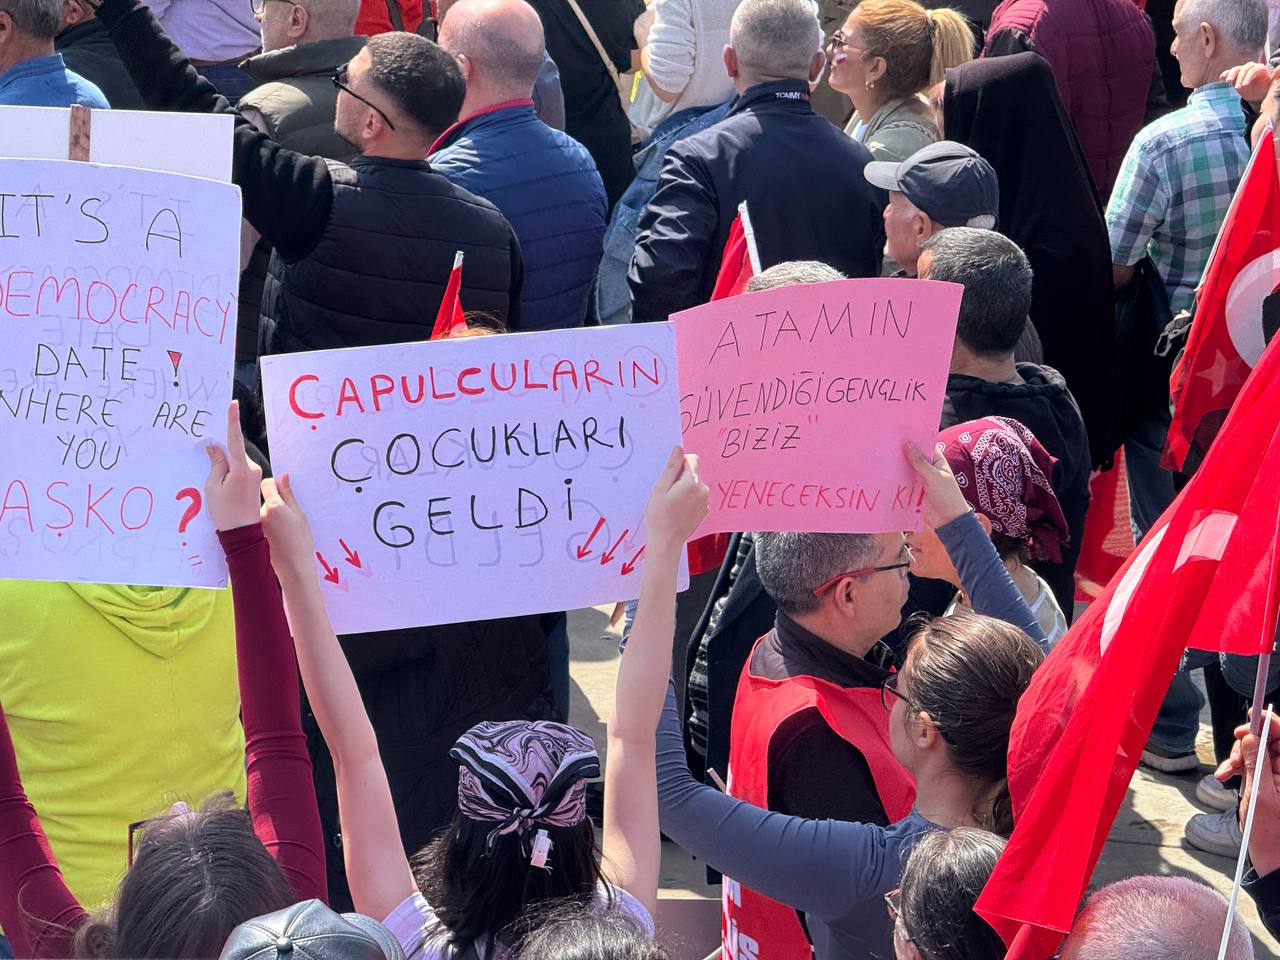 IT'S A
DEMOCRACY
DATE !
WHERE ARE
YOU
AŞKO ?
ÇAPULCULARIN
ÇOCUKLARI
GELDİ
ATAMIN
GÜVENDİĞİ GENÇLİK
"BİZİZ"
YENECEKSİN Kİ!
TOMMY